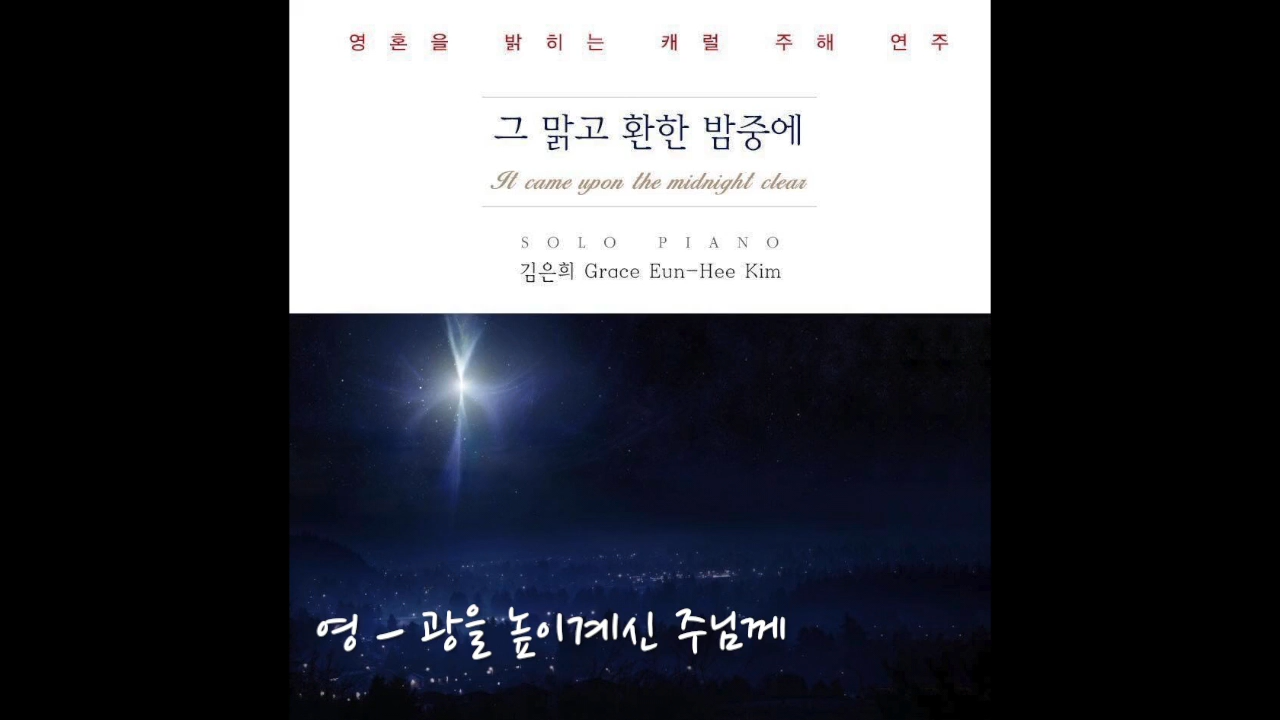 영혼을 밝히는 캐럴 주해 연주
그 맑고 환한 밤중에
It came upon the midnight clear
SOLO PIANO
김은희 Grace Eun-Hee Kim
영 - 광을 높이계신 주님께